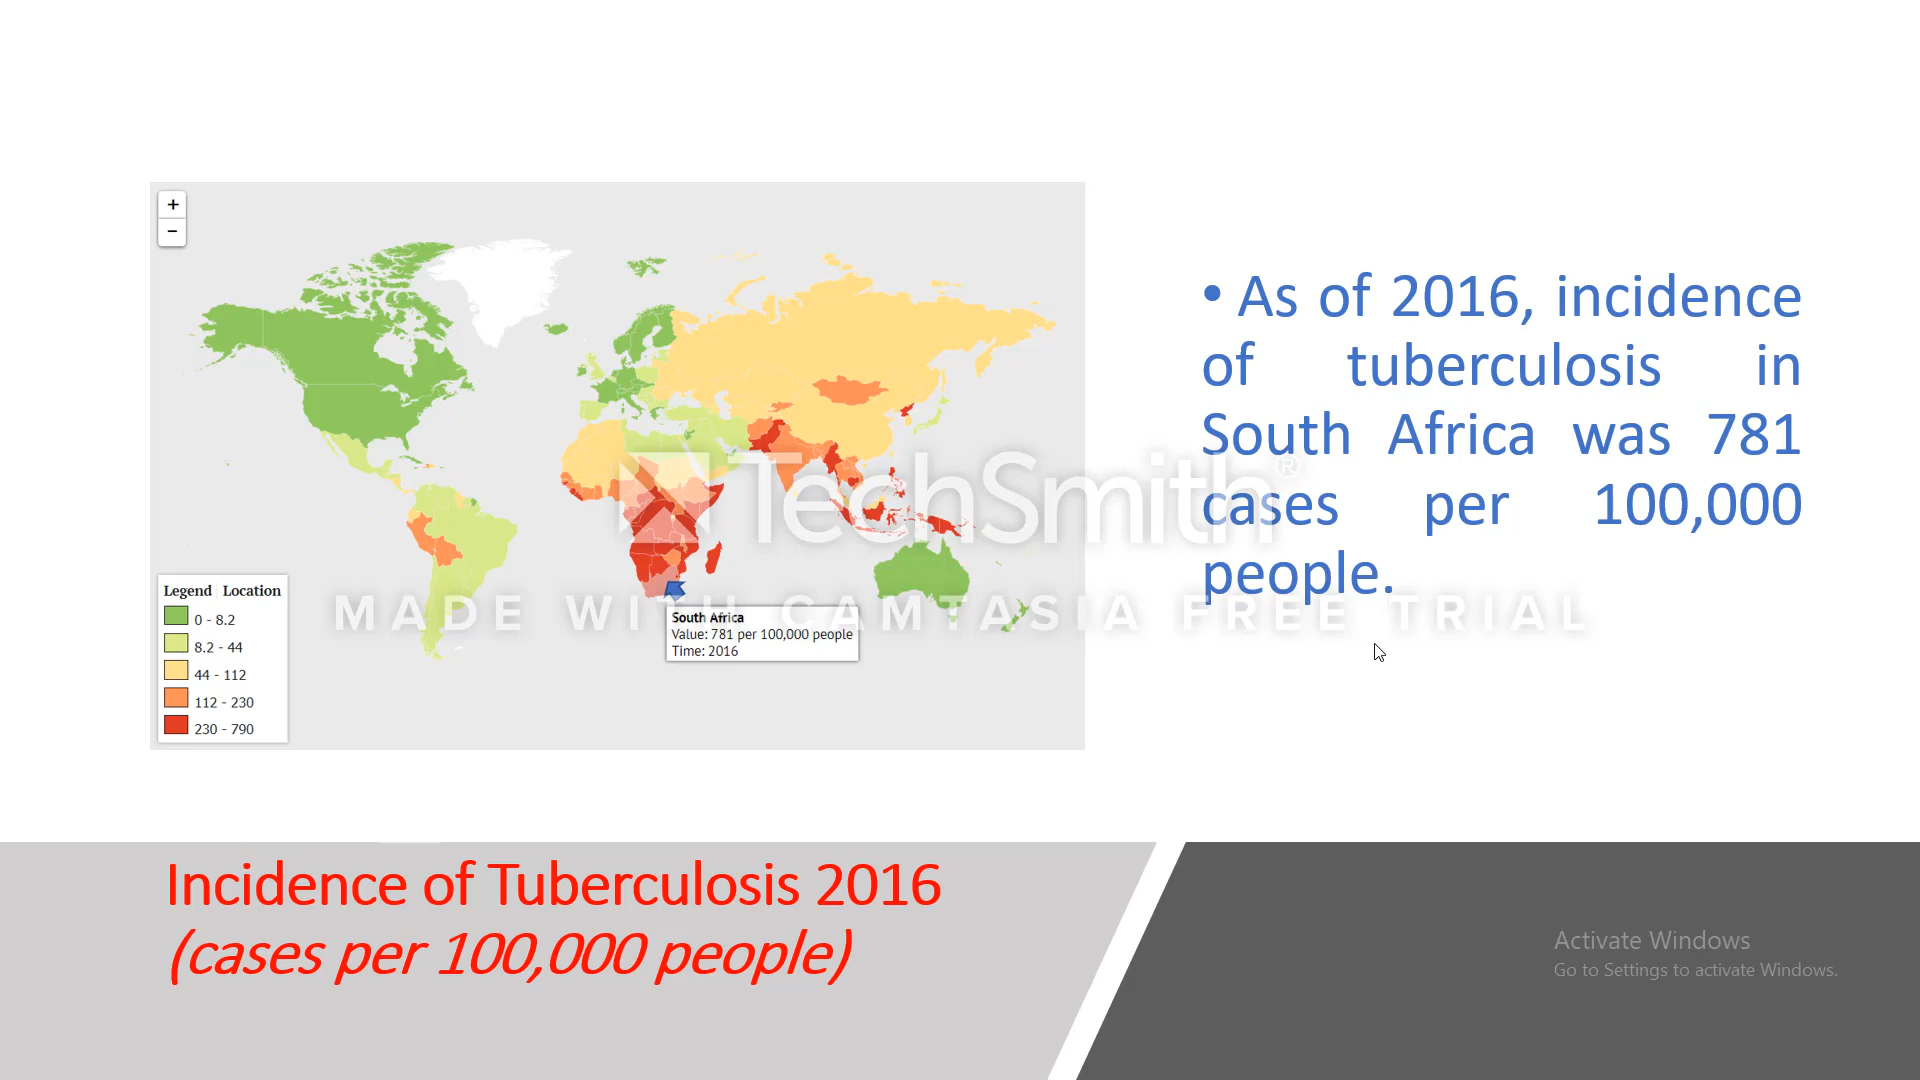 +
−
Legend Location
0 - 8.2
8.2 - 44
44 - 112
112 - 230
230 - 790
South Africa
Value: 781 per 100,000 people
Time: 2016
• As of 2016, incidence
of tuberculosis in
South Africa was 781
cases per 100,000
people.
TechSmith®
MADE WITH CAMTASIA FREE TRIAL
Incidence of Tuberculosis 2016
(cases per 100,000 people)
Activate Windows
Go to Settings to activate Windows.